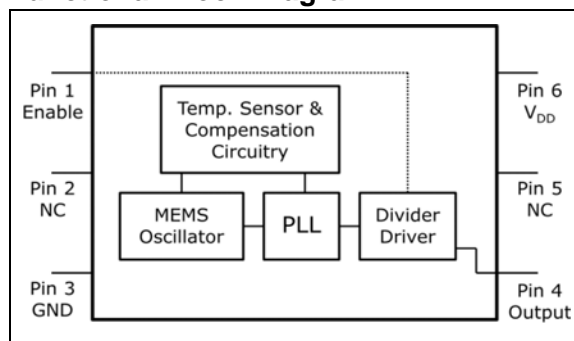 Pin 1
Enable
Temp. Sensor &
Compensation
Circuitry
Pin 6
VDD
Pin 2
NC
MEMS
Oscillator
PLL
Divider
Driver
Pin 5
NC
Pin 3
GND
Pin 4
Output